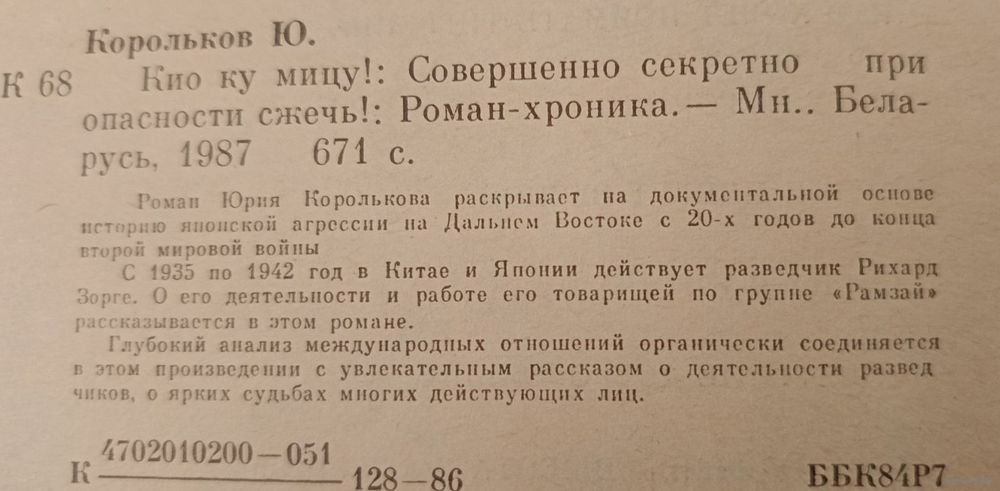 Корольков Ю.
К 68 Кио ку мицу!: Совершенно секретно при
опасности сжечь!: Роман-хроника.— Мн.. Бела-
русь, 1987 671 с.
Роман Юрия Королькова раскрывает на документальной основе
историю японской агрессии на Дальнем Востоке с 20-х годов до конца
второй мировой войны
С 1935 по 1942 год в Китае и Японии действует разведчик Рихард
Зорге. О его деятельности и работе его товарищей по группе «Рамзай»
рассказывается в этом романе.
Глубокий анализ международных отношений органически соединяется
в этом произведении с увлекательным рассказом о деятельности развед
чиков, о ярких судьбах многих действующих лиц.
К 4702010200—051
128—86 ББК84Р7